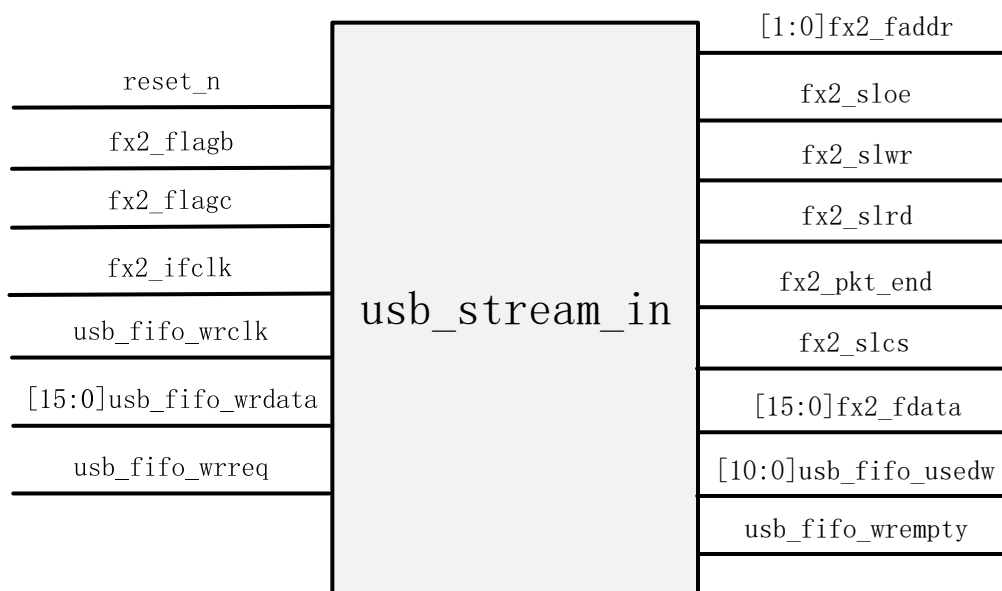 reset_n
fx2_flagb
fx2_flagc
fx2_ifclk
usb_fifo_wrclk
[15:0]usb_fifo_wrdata
usb_fifo_wrreq
usb_stream_in
[1:0]fx2_faddr
fx2_sloe
fx2_slwr
fx2_slrd
fx2_pkt_end
fx2_slcs
[15:0]fx2_fdata
[10:0]usb_fifo_usedw
usb_fifo_wrempty